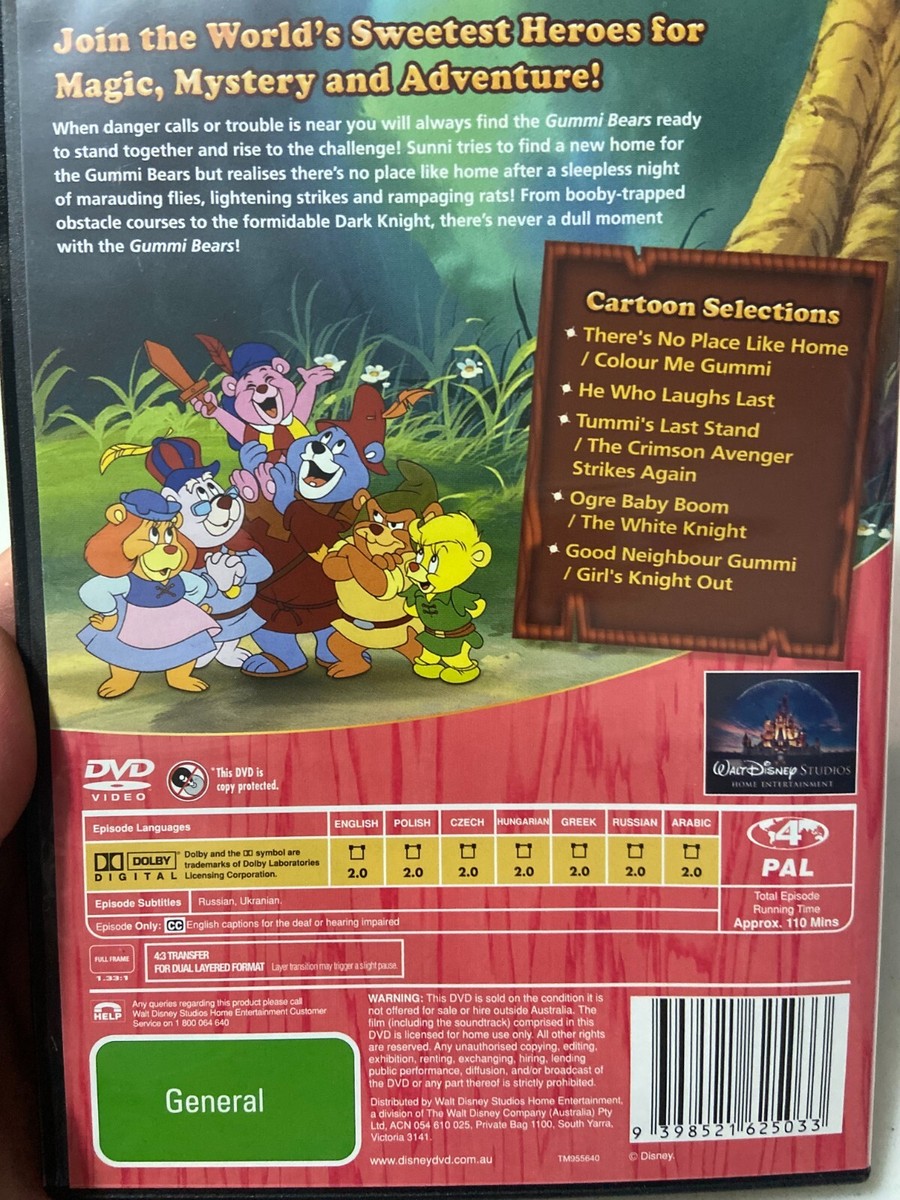 Join the World's Sweetest Heroes for
Magic, Mystery and Adventure!
When danger calls or trouble is near you will always find the Gummi Bears ready
to stand together and rise to the challenge! Sunni tries to find a new home for
the Gummi Bears but realises there's no place like home after a sleepless night
of marauding flies, lightening strikes and rampaging rats! From booby-trapped
obstacle courses to the formidable Dark Knight, there's never a dull moment
with the Gummi Bears!
Cartoon Selections
There's No Place Like Home
/ Colour Me Gummi
He Who Laughs Last
Tummi's Last Stand
/ The Crimson Avenger
Strikes Again
Ogre Baby Boom
/ The White Knight
Good Neighbour Gummi
/ Girl's Knight Out
WALT DISNEY STUDIOS
HOME ENTERTAINMENT
DVD
VIDEO
*This DVD is
copy protected.
Episode Languages
ENGLISH POLISH CZECH HUNGARIAN GREEK RUSSIAN ARABIC
DOLBY
DIGITAL
Dolby and the DD symbol are
trademarks of Dolby Laboratories
Licensing Corporation.
2.0 2.0 2.0 2.0 2.0 2.0 2.0
4
PAL
Episode Subtitles Russian, Ukranian.
Episode Only: CC English captions for the deaf or hearing impaired
Total Episode
Running Time
Approx. 110 Mins
FULL FRAME
1.33:1
4:3 TRANSFER
FOR DUAL LAYERED FORMAT Layer transition may trigger a slight pause.
HELP
Any queries regarding this product please call
Walt Disney Studios Home Entertainment Customer
Service on 1 800 064 640
General
WARNING: This DVD is sold on the condition it is
not offered for sale or hire outside Australia. The
film (including the soundtrack) comprised in this
DVD is licensed for home use only. All other rights
are reserved. Any unauthorised copying, editing,
exhibition, renting, exchanging, hiring, lending
public performance, diffusion, and/or broadcast of
the DVD or any part thereof is strictly prohibited.
Distributed by Walt Disney Studios Home Entertainment,
a division of The Walt Disney Company (Australia) Pty
Ltd, ACN 054 610 025, Private Bag 1100, South Yarra,
Victoria 3141.
www.disneydvd.com.au
TM955640
9 398521 625033
© Disney.